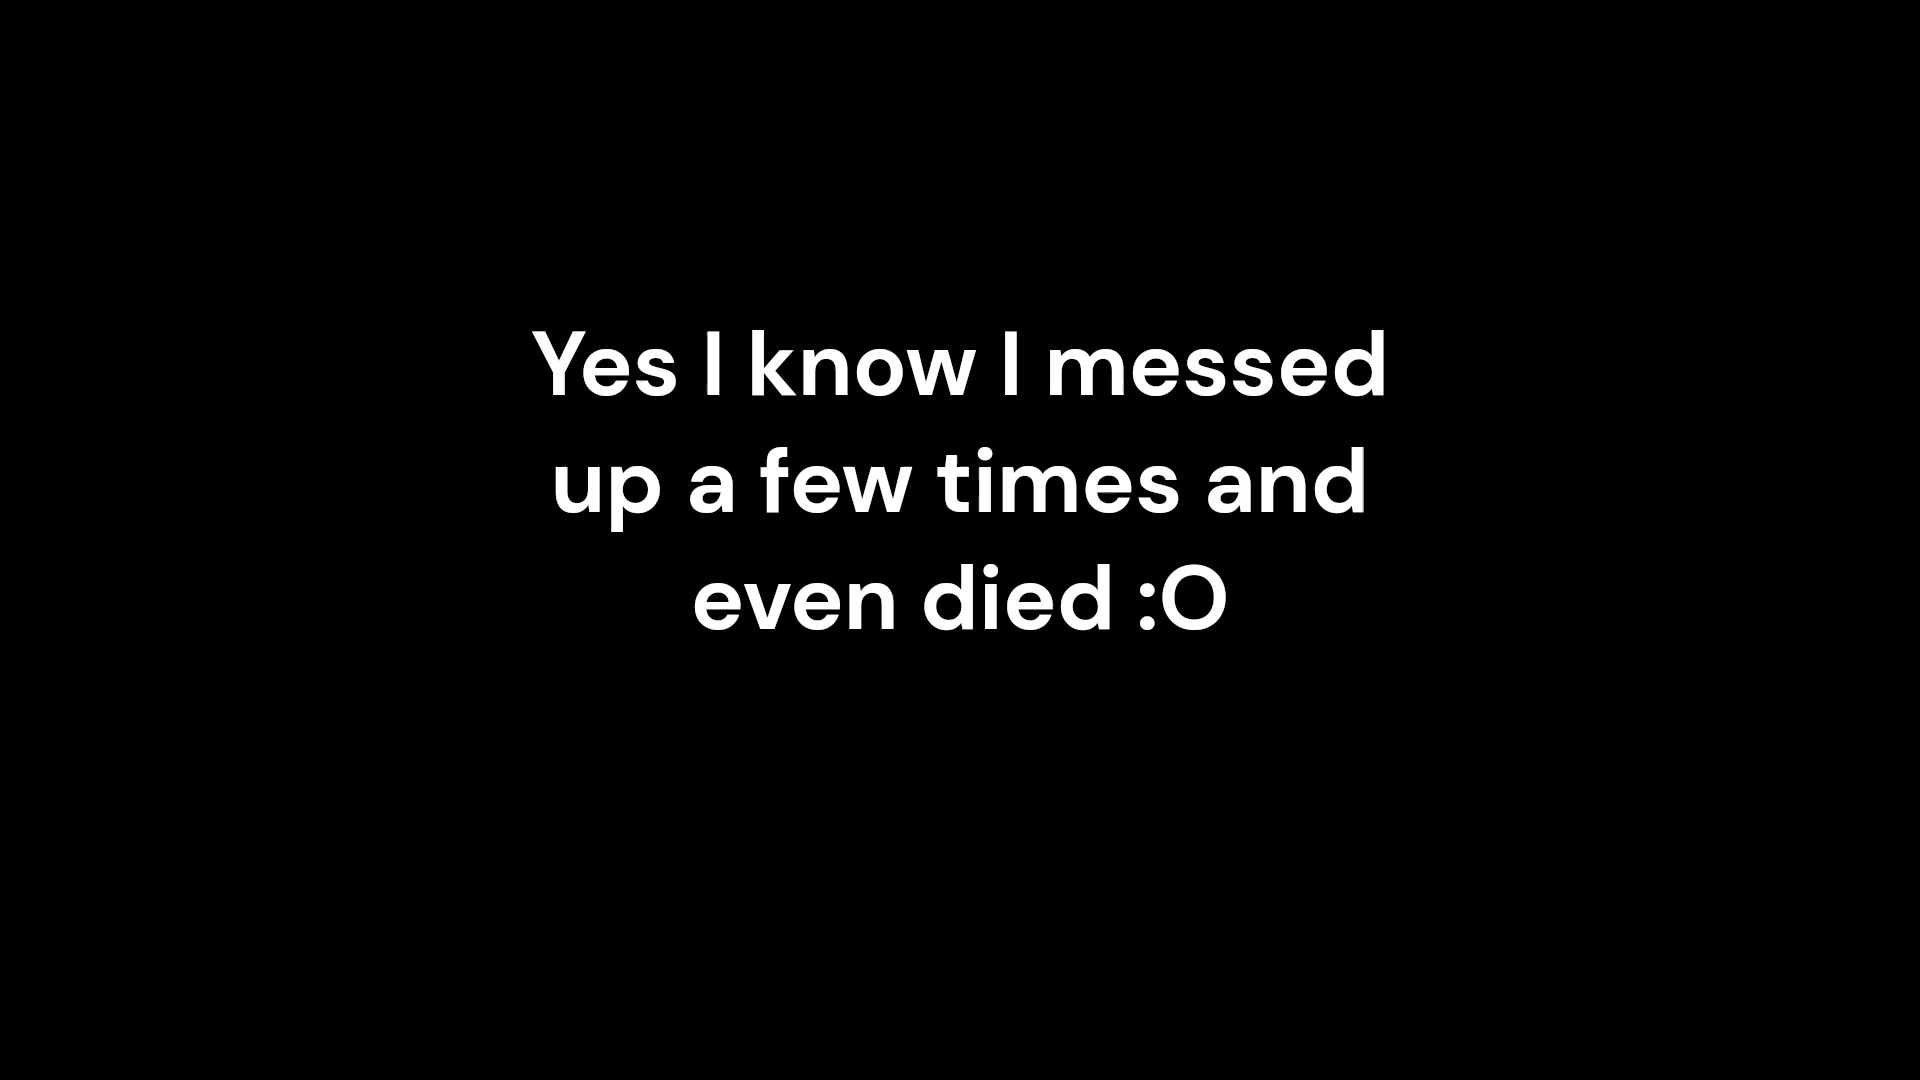 Yes I know I messed
up a few times and
even died :O